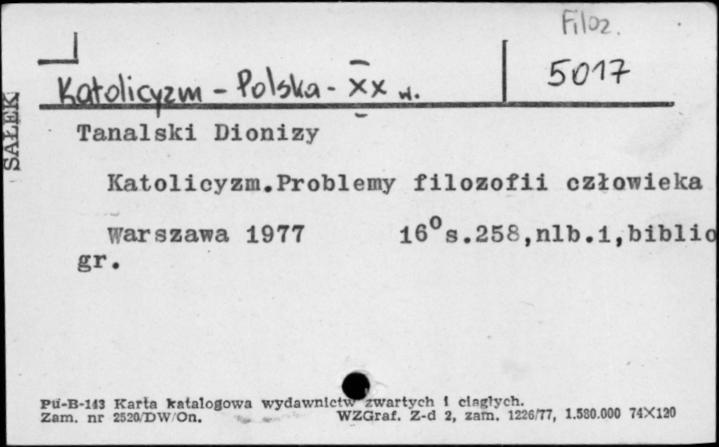 Filoz.
5017
Katolicyzm - Polska - XX w.
SAŁEK
Tanalski Dionizy
Katolicyzm.Problemy filozofii człowieka
Warszawa 1977 16⁰s.258,nlb.1,biblio
gr.
Pu-B-143 Karta katalogowa wydawnictw zwartych i ciągłych.
Zam. nr 2520/DW/On. WZGraf. Z-d 2, zam. 1226/77, 1.580.000 74X120